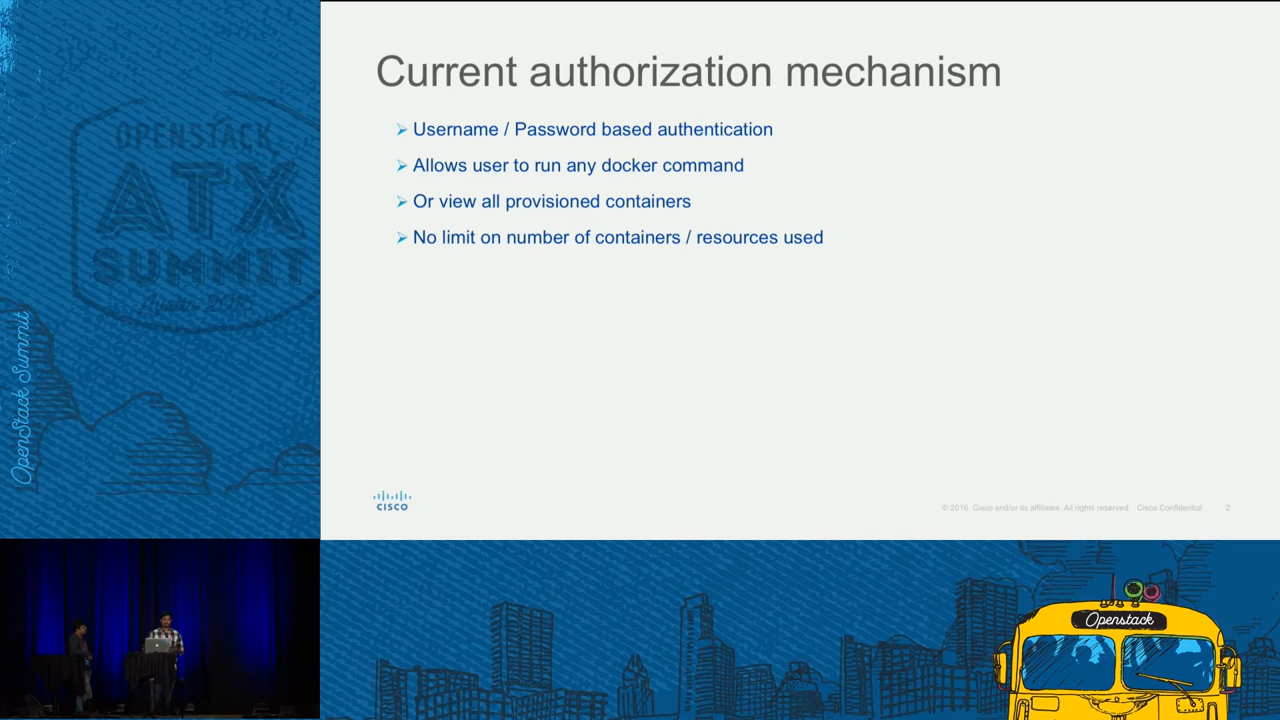 Current authorization mechanism
Username / Password based authentication
Allows user to run any docker command
Or view all provisioned containers
No limit on number of containers / resources used
CISCO
© 2016 Cisco and/or its affiliates. All rights reserved. Cisco Confidential 2
OPENSTACK
ATX
SUMMIT
Austin 2016
OpenStack Summit
Openstack